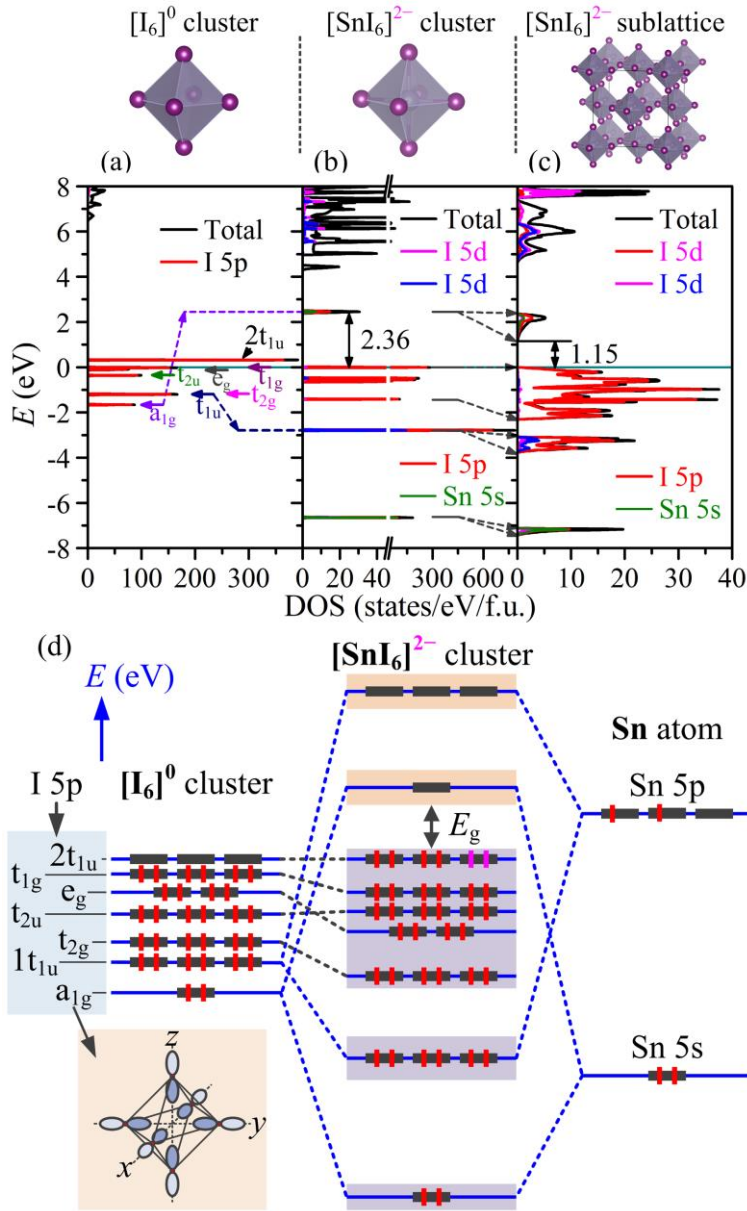 [I₆]⁰ cluster
[SnI₆]²⁻ cluster
[SnI₆]²⁻ sublattice
(a)
(b)
(c)
E (eV)
8
6
4
2
0
-2
-4
-6
-8
Total
I 5p
2t₁ᵤ
t₂ᵤ
e_g
t₁g
a₁g
t₁ᵤ
t₂g
0 100 200 300
Total
I 5d
I 5d
2.36
I 5p
Sn 5s
0 20 40 300 600
Total
I 5d
I 5d
1.15
I 5p
Sn 5s
0 10 20 30 40
DOS (states/eV/f.u.)
(d)
E (eV)
[SnI₆]²⁻ cluster
Sn atom
I 5p
[I₆]⁰ cluster
Sn 5p
E_g
2t₁ᵤ
t₁g
e_g
t₂ᵤ
t₂g
1t₁ᵤ
a₁g
Sn 5s
z
y
x